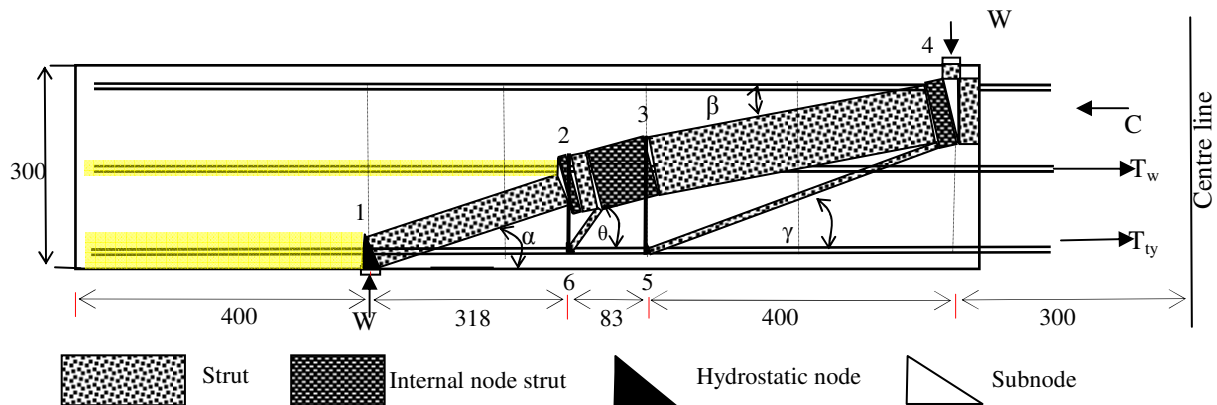 W
4
β
3
C
Centre line
2
300
T_w
1
α
θ
γ
T_ty
6
5
400
W
318
83
400
300
Strut
Internal node strut
Hydrostatic node
Subnode